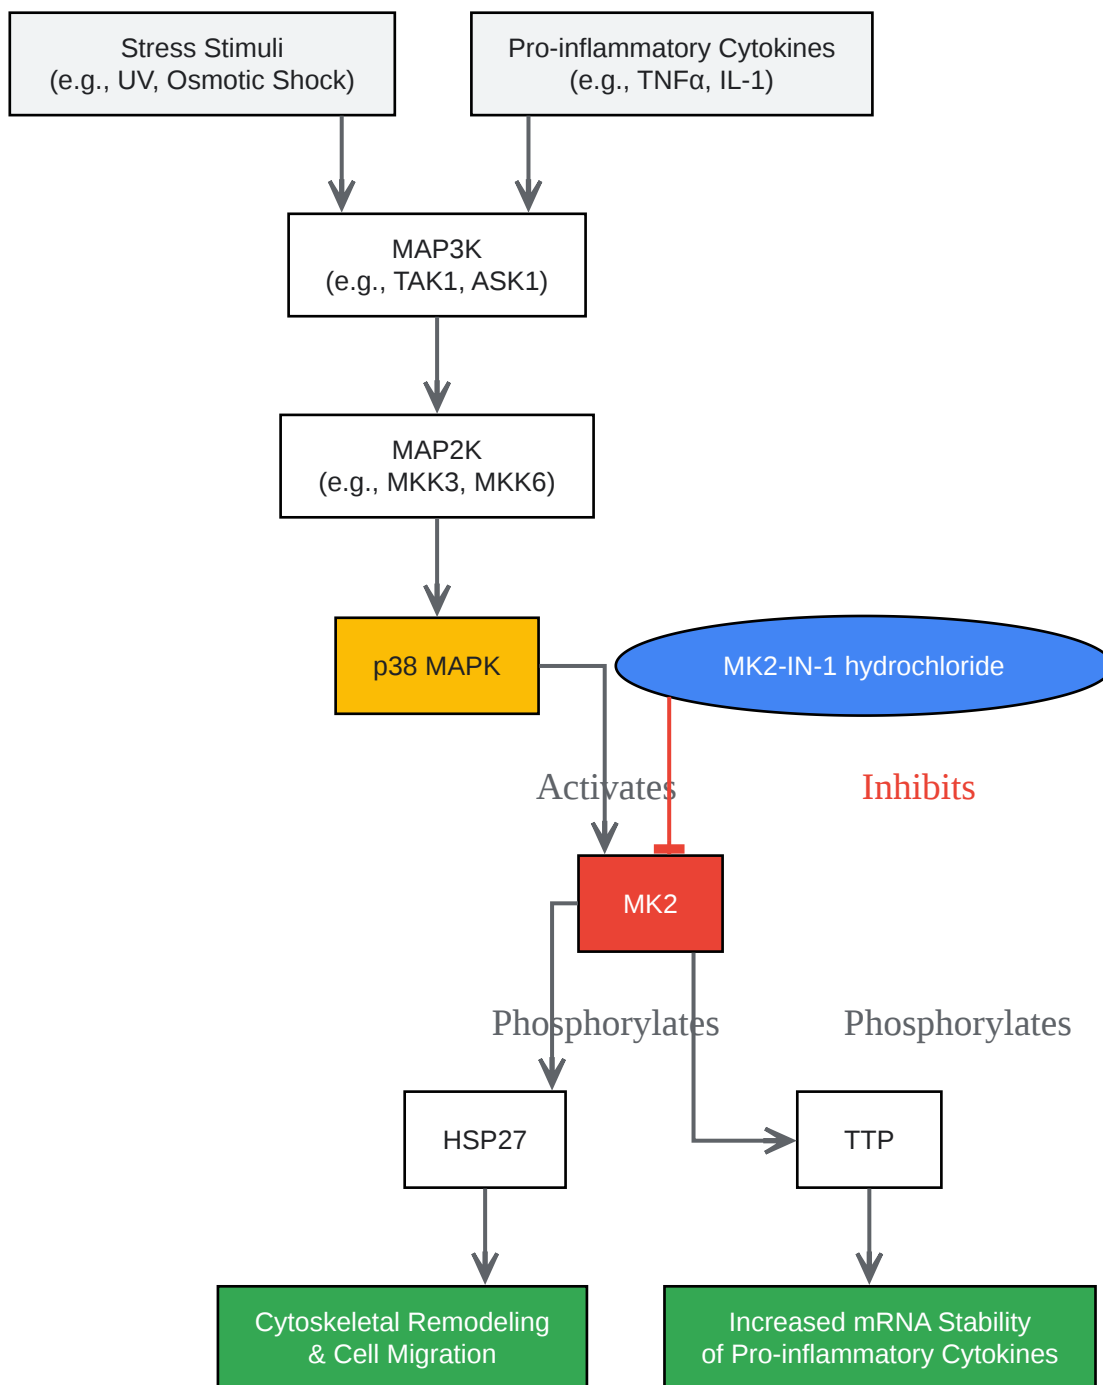 Stress Stimuli
(e.g., UV, Osmotic Shock)
Pro-inflammatory Cytokines
(e.g., TNFα, IL-1)
MAP3K
(e.g., TAK1, ASK1)
MAP2K
(e.g., MKK3, MKK6)
p38 MAPK
MK2-IN-1 hydrochloride
Activates
Inhibits
MK2
Phosphorylates
Phosphorylates
HSP27
TTP
Cytoskeletal Remodeling
& Cell Migration
Increased mRNA Stability
of Pro-inflammatory Cytokines